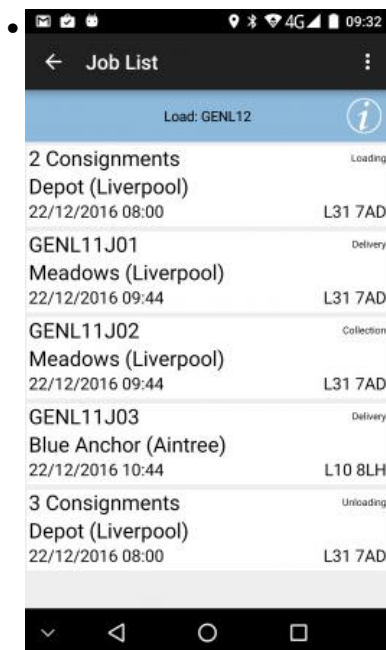 4G 09:32
Job List
Load: GENL12
i
2 Consignments Loading
Depot (Liverpool)
22/12/2016 08:00 L31 7AD
GENL11J01 Delivery
Meadows (Liverpool)
22/12/2016 09:44 L31 7AD
GENL11J02 Collection
Meadows (Liverpool)
22/12/2016 09:44 L31 7AD
GENL11J03 Delivery
Blue Anchor (Aintree)
22/12/2016 10:44 L10 8LH
3 Consignments Unloading
Depot (Liverpool)
22/12/2016 08:00 L31 7AD